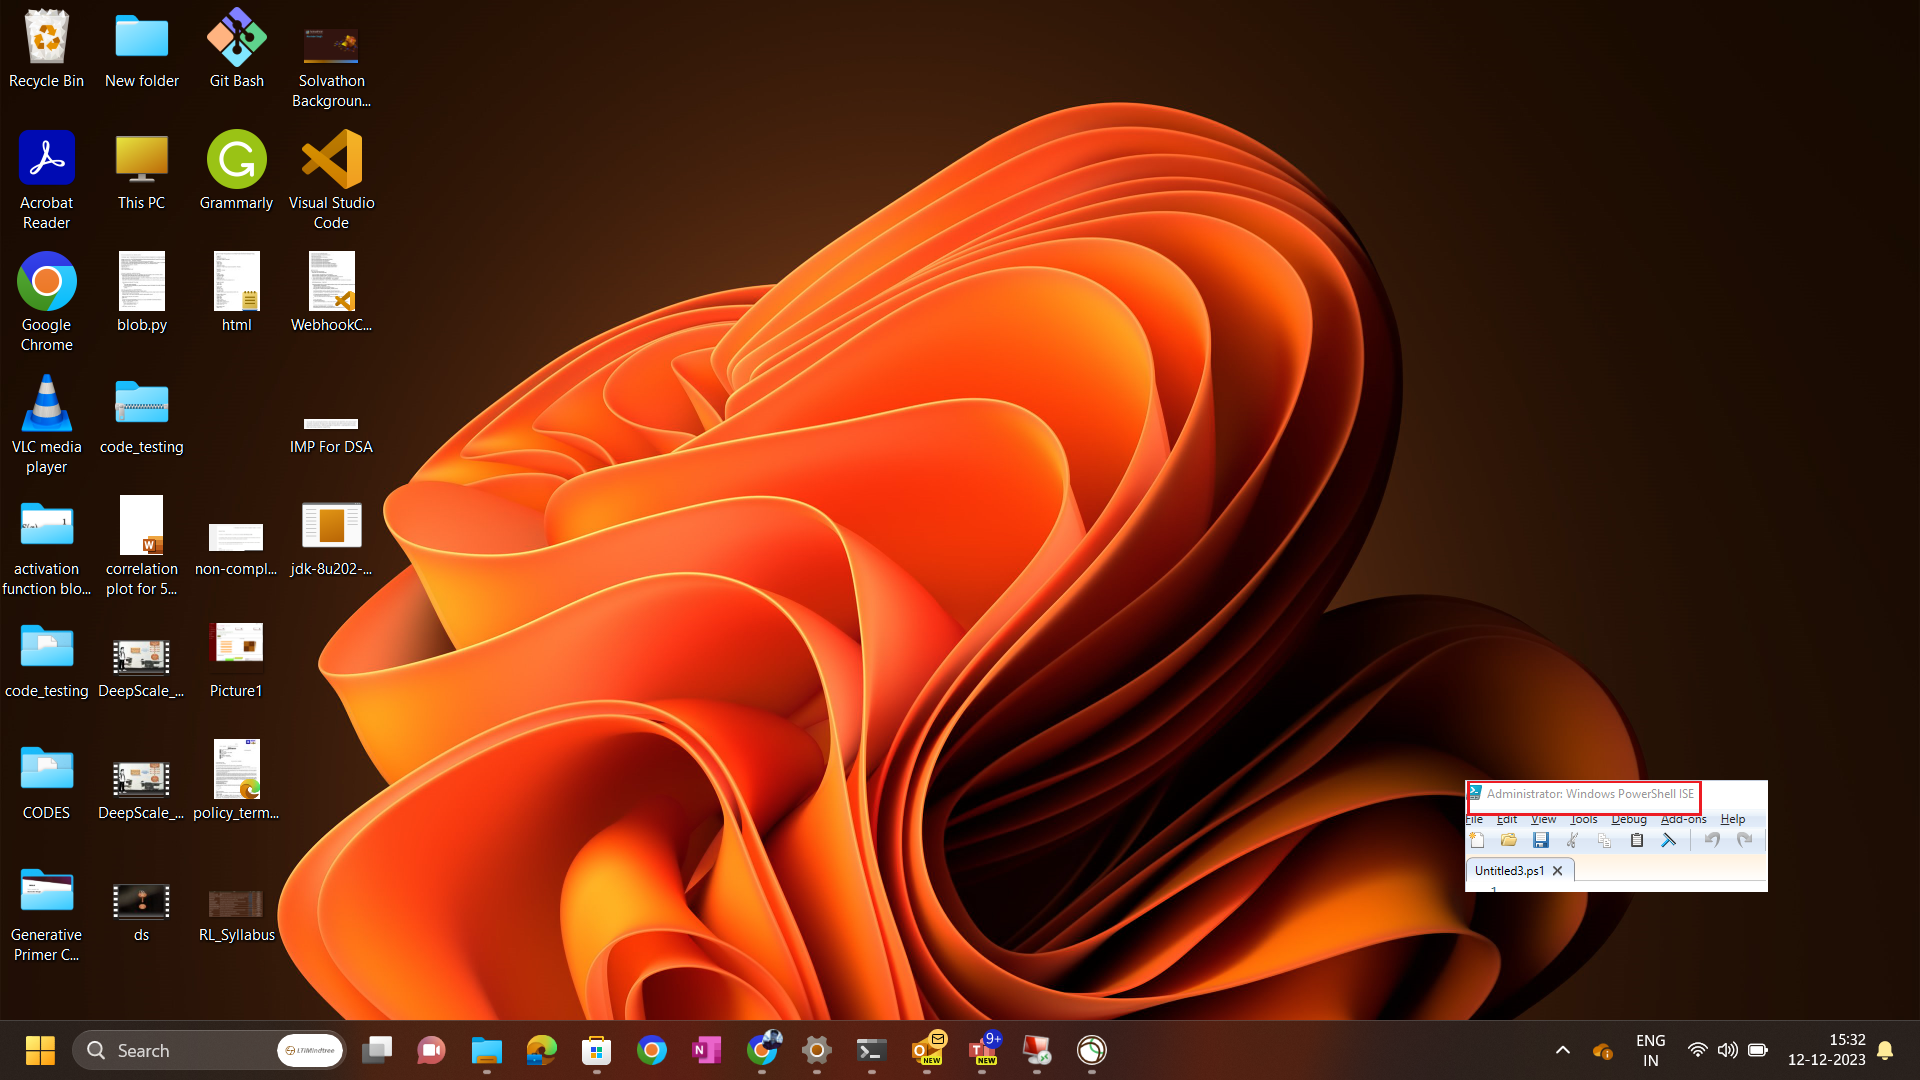 Recycle Bin
New folder
Git Bash
Solvathon
Backgroun...
Acrobat
Reader
This PC
Grammarly
Visual Studio
Code
Google
Chrome
blob.py
html
WebhookC...
VLC media
player
code_testing
IMP For DSA
activation
function blo...
correlation
plot for 5...
non-compl...
jdk-8u202-...
code_testing
DeepScale_...
Picture1
CODES
DeepScale_...
policy_term...
Generative
Primer C...
ds
RL_Syllabus
Administrator: Windows PowerShell ISE
File Edit View Tools Debug Add-ons Help
Untitled3.ps1
1
Search
LTIMindtree
NEW
9+
NEW
ENG
IN
15:32
12-12-2023